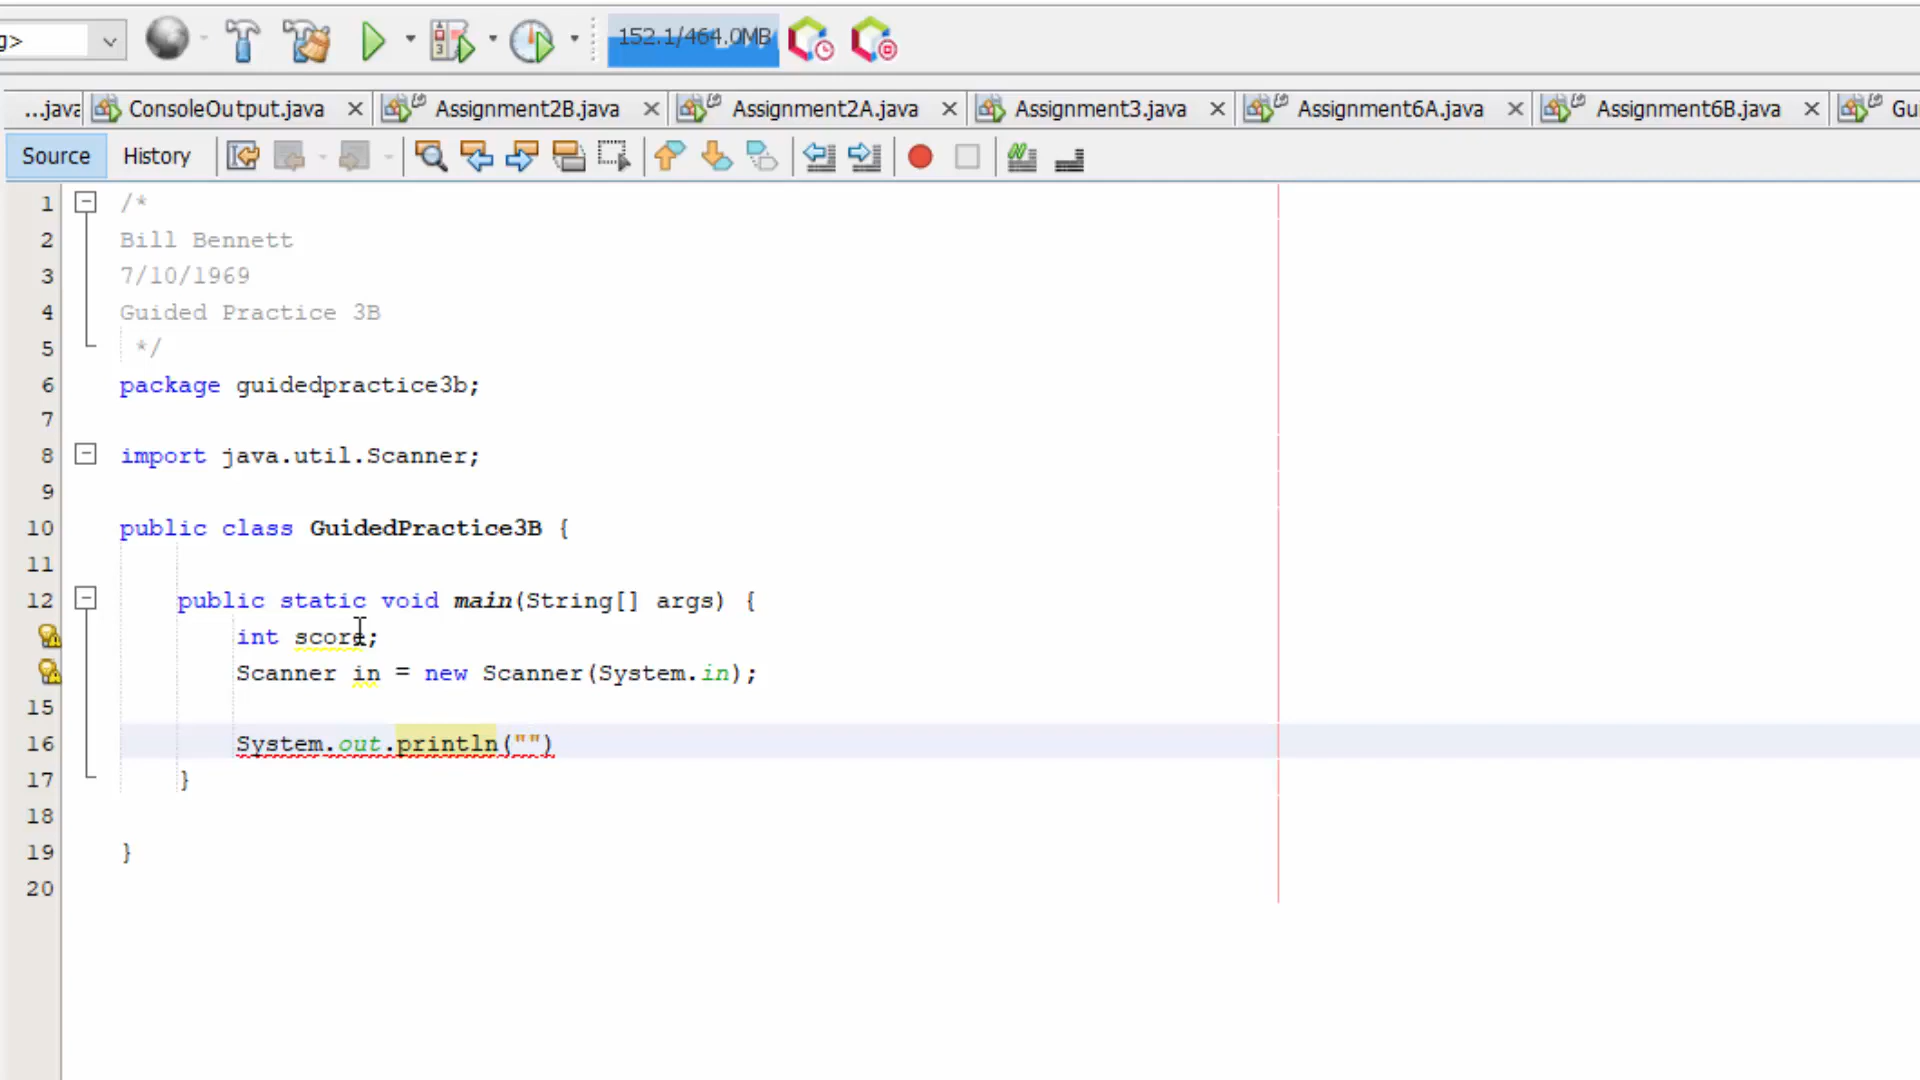 g> 152.1/464.0MB
...java ConsoleOutput.java Assignment2B.java Assignment2A.java Assignment3.java Assignment6A.java Assignment6B.java Gu
Source History
1 /*
2 Bill Bennett
3 7/10/1969
4 Guided Practice 3B
5 */
6 package guidedpractice3b;
7
8 import java.util.Scanner;
9
10 public class GuidedPractice3B {
11
12 public static void main(String[] args) {
int score;
Scanner in = new Scanner(System.in);
15
16 System.out.println("")
17 }
18
19 }
20